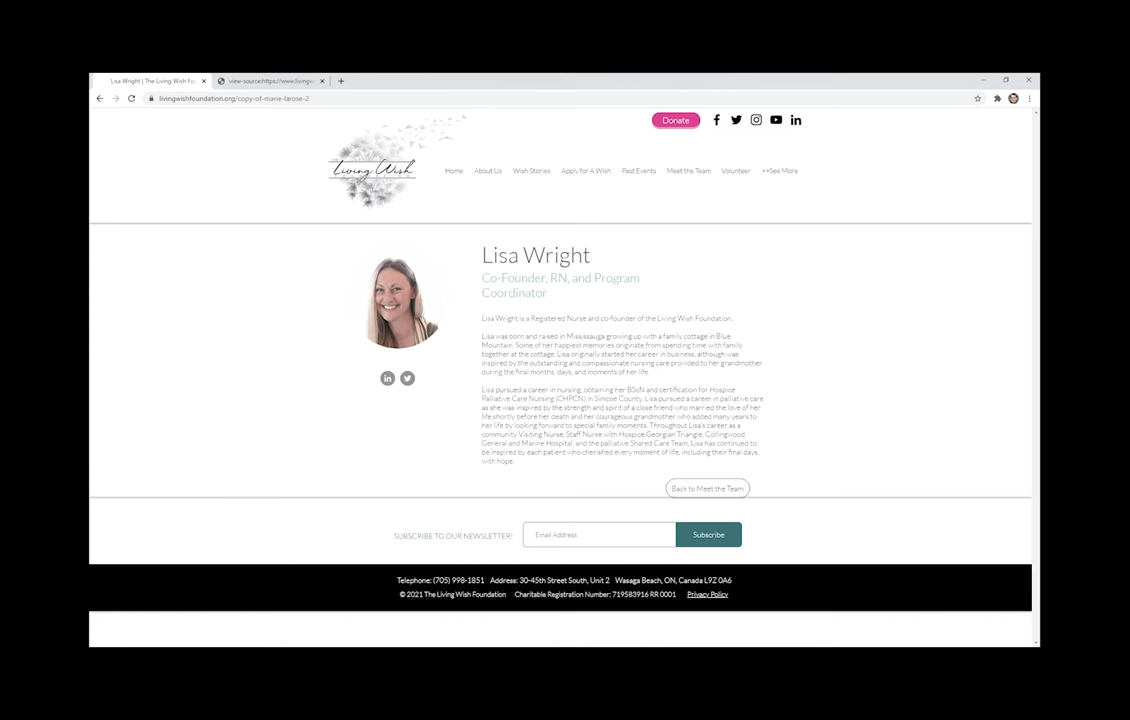 Lisa Wright | The Living Wish Fou
view-source:https://www.livingw
livingwishfoundation.org/copy-of-marie-larose-2
Donate
THE
Living Wish
Home About Us Wish Stories Apply for A Wish Past Events Meet the Team Volunteer >>See More
Lisa Wright
Co-Founder, RN, and Program
Coordinator
Lisa Wright is a Registered Nurse and co-founder of the Living Wish Foundation.
Lisa was born and raised in Mississauga growing up with a family cottage in Blue
Mountain. Some of her happiest memories originate from spending time with family
together at the cottage. Lisa originally started her career in business, although was
inspired by the outstanding and compassionate nursing care provided to her grandmother
during the final months, days, and moments of her life.
Lisa pursued a career in nursing, obtaining her BScN and certification for Hospice
Palliative Care Nursing (CHPCN) in Simcoe County. Lisa pursued a career in palliative care
as she was inspired by the strength and spirit of a close friend who married the love of her
life shortly before her death and her courageous grandmother who added many years to
her life by looking forward to special family moments. Throughout Lisa's career as a
community Visiting Nurse, Staff Nurse with Hospice Georgian Triangle, Collingwood
General and Marine Hospital, and the palliative Shared Care Team, Lisa has continued to
be inspired by each patient who cherished every moment of life, including their final days,
with hope.
Back to Meet the Team
SUBSCRIBE TO OUR NEWSLETTER! Email Address Subscribe
Telephone: (705) 998-1851 Address: 30-45th Street South, Unit 2 Wasaga Beach, ON, Canada L9Z 0A6
© 2021 The Living Wish Foundation Charitable Registration Number: 719583916 RR 0001 Privacy Policy